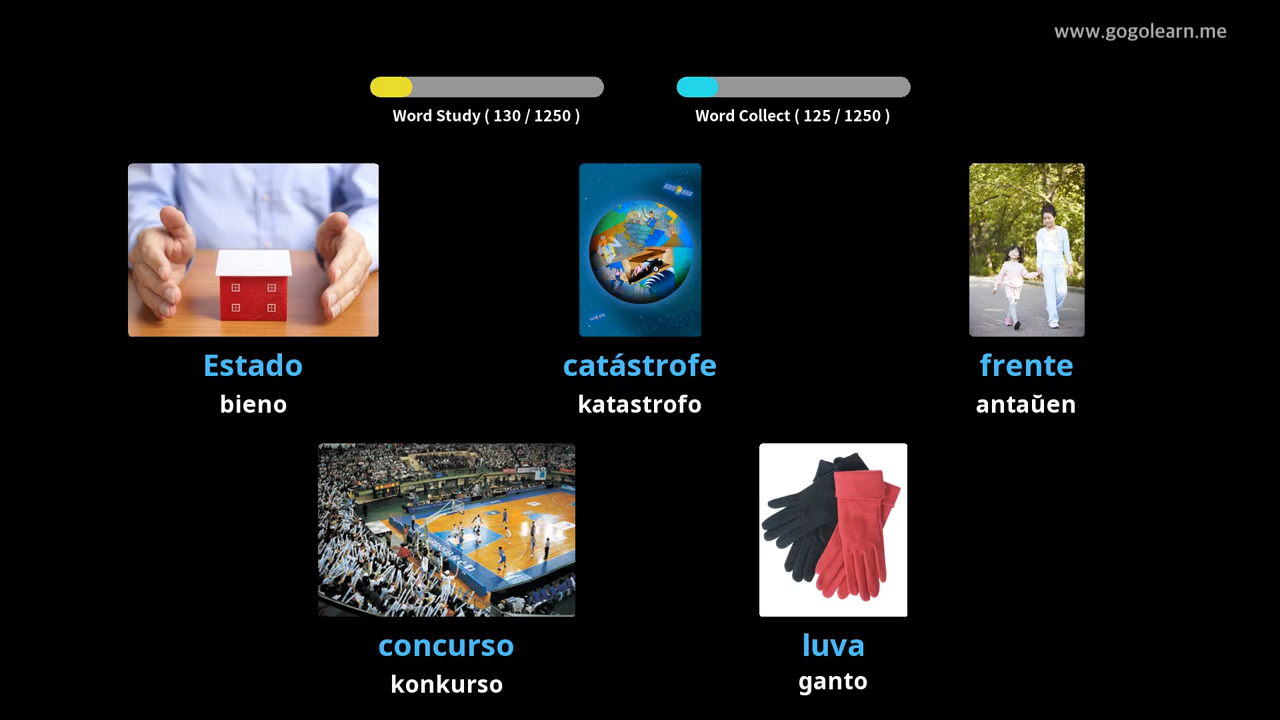 www.gogolearn.me
Word Study ( 130 / 1250 )
Word Collect ( 125 / 1250 )
Estado
bieno
catástrofe
katastrofo
frente
antaŭen
concurso
konkurso
luva
ganto